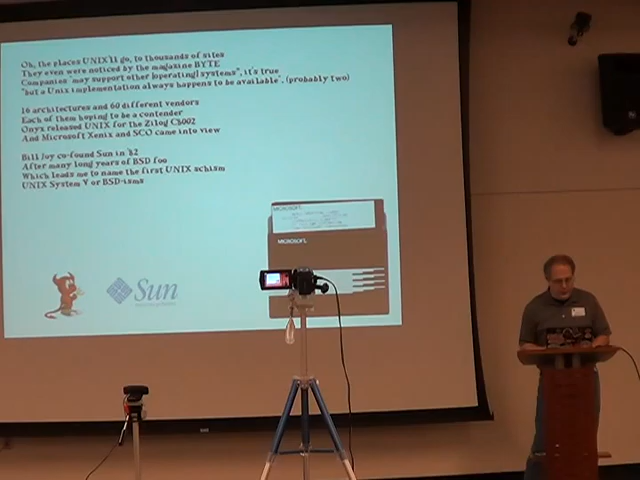 Oh, the places UNIX'll go, to thousands of sites
They even were noticed by the magazine BYTE
Companies "may support other [operating] systems", it's true
"but a Unix implementation always happens to be available". (probably two)
16 architectures and 60 different vendors
Each of them hoping to be a contender
Onyx released UNIX for the Zilog C8002
And Microsoft Xenix and SCO came into view
Bill Joy co-found Sun in '82
After many long years of BSD foo
Which leads me to name the first UNIX schism
UNIX System V or BSD-isms
MICROSOFT
MICROSOFT
Sun